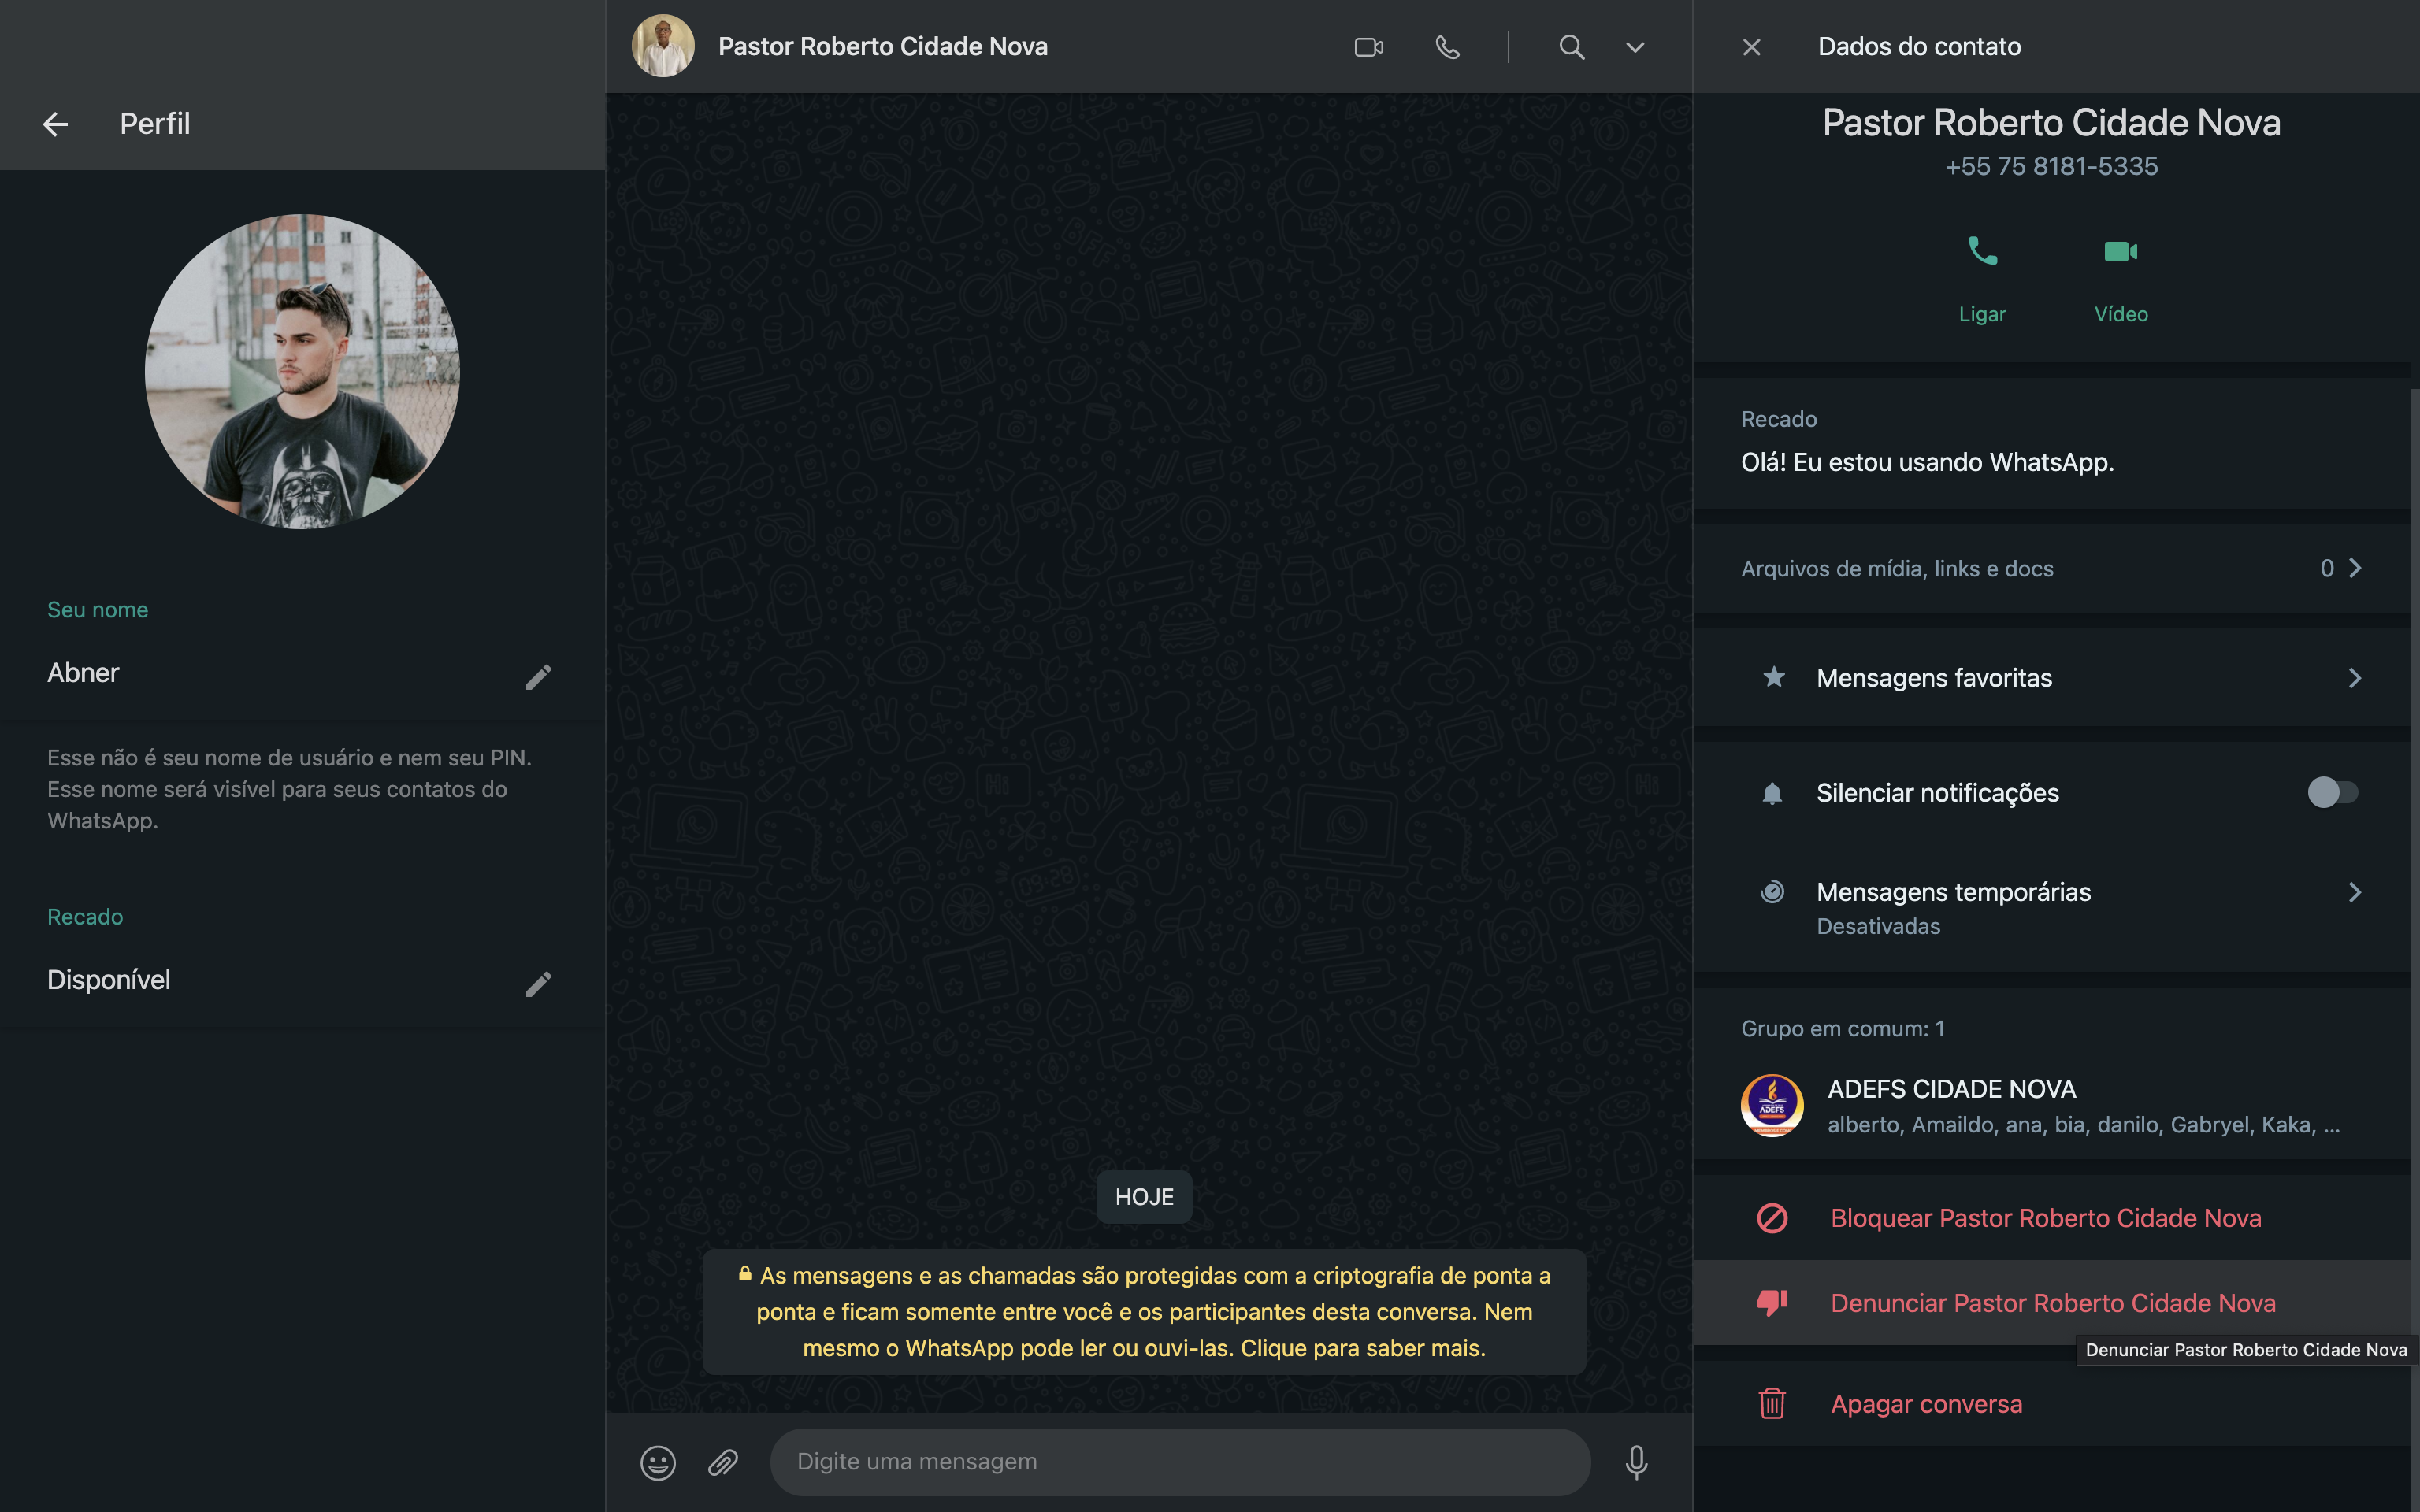 Perfil
Seu nome
Abner
Esse não é seu nome de usuário e nem seu PIN.
Esse nome será visível para seus contatos do
WhatsApp.
Recado
Disponível
Pastor Roberto Cidade Nova
HOJE
As mensagens e as chamadas são protegidas com a criptografia de ponta a
ponta e ficam somente entre você e os participantes desta conversa. Nem
mesmo o WhatsApp pode ler ou ouvi-las. Clique para saber mais.
Digite uma mensagem
Dados do contato
Pastor Roberto Cidade Nova
+55 75 8181-5335
Ligar
Vídeo
Recado
Olá! Eu estou usando WhatsApp.
Arquivos de mídia, links e docs 0
Mensagens favoritas
Silenciar notificações
Mensagens temporárias
Desativadas
Grupo em comum: 1
ADEFS
ADEFS CIDADE NOVA
alberto, Amaildo, ana, bia, danilo, Gabryel, Kaka, ...
Bloquear Pastor Roberto Cidade Nova
Denunciar Pastor Roberto Cidade Nova
Denunciar Pastor Roberto Cidade Nova
Apagar conversa